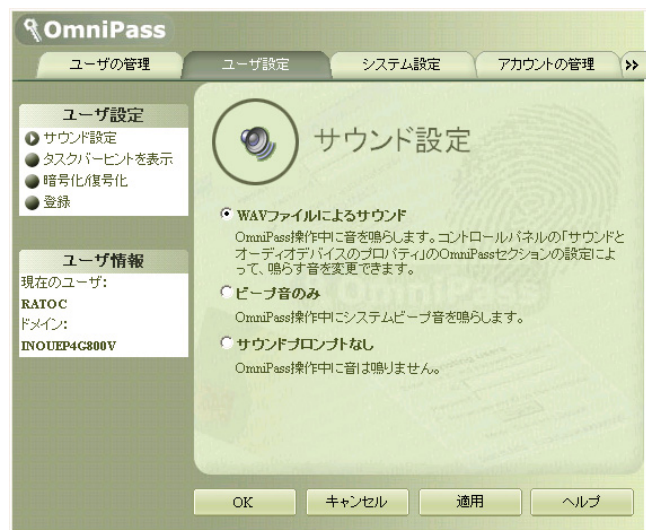 OmniPass
ユーザの管理 ユーザ設定 システム設定 アカウントの管理 »
ユーザ設定
サウンド設定
タスクバーヒントを表示
暗号化/復号化
登録
ユーザ情報
現在のユーザ:
RATOC
ドメイン:
INOUEP4G800V
サウンド設定
WAVファイルによるサウンド
OmniPass操作中に音を鳴らします。コントロールパネルの「サウンドと
オーディオデバイスのプロパティ」のOmniPassセクションの設定によ
って、鳴らす音を変更できます。
ビープ音のみ
OmniPass操作中にシステムビープ音を鳴らします。
サウンドプロンプトなし
OmniPass操作中に音は鳴りません。
OK キャンセル 適用 ヘルプ